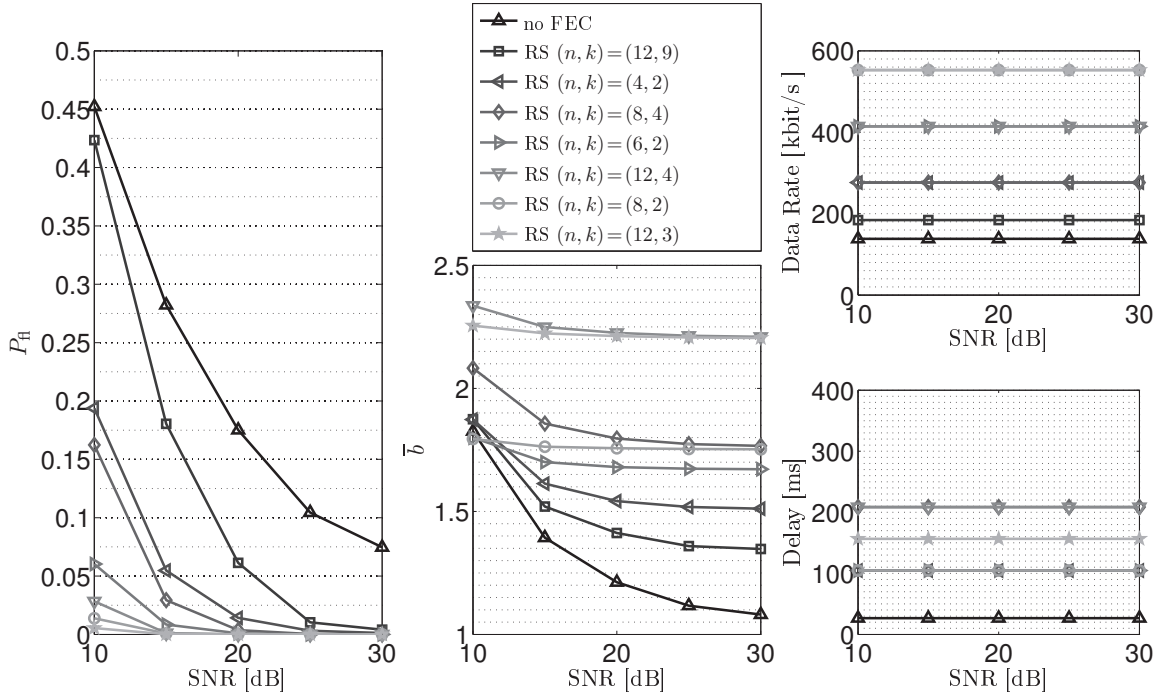 no FEC
RS (n, k)=(12, 9)
RS (n, k)=(4, 2)
RS (n, k)=(8, 4)
RS (n, k)=(6, 2)
RS (n, k)=(12, 4)
RS (n, k)=(8, 2)
RS (n, k)=(12, 3)
0.5
0.45
0.4
0.35
0.3
0.25
0.2
0.15
0.1
0.05
0
P_fl
10
20
30
SNR [dB]
2.5
2
1.5
1
b̅
10
20
30
SNR [dB]
600
400
200
0
Data Rate [kbit/s]
10
20
30
SNR [dB]
400
300
200
100
0
Delay [ms]
10
20
30
SNR [dB]